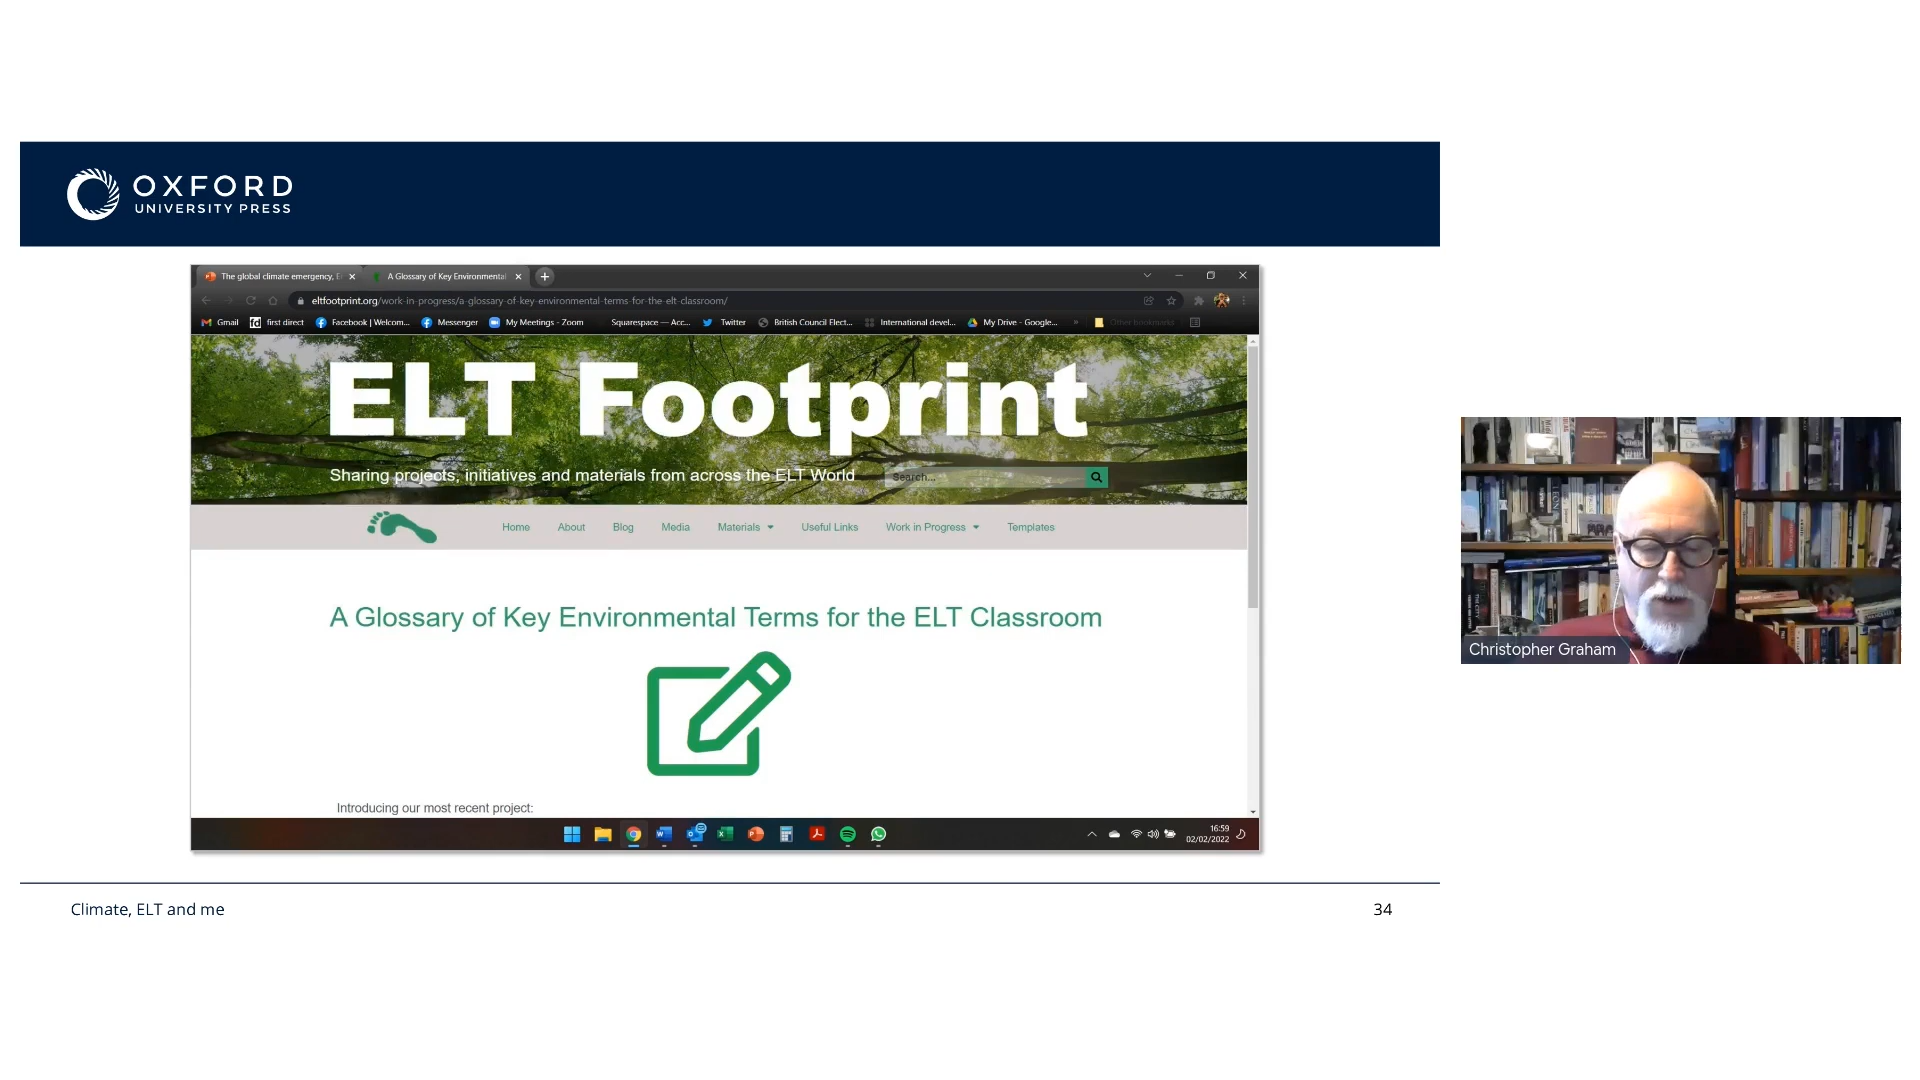 OXFORD
UNIVERSITY PRESS
The global climate emergency, E
A Glossary of Key Environmental
eltfootprint.org/work-in-progress/a-glossary-of-key-environmental-terms-for-the-elt-classroom/
Gmail
first direct
Facebook | Welcom...
Messenger
My Meetings - Zoom
Squarespace — Acc...
Twitter
British Council Elect...
International devel...
My Drive - Google...
Other bookmarks
ELT Footprint
Sharing projects, initiatives and materials from across the ELT World
Search...
Home
About
Blog
Media
Materials
Useful Links
Work in Progress
Templates
A Glossary of Key Environmental Terms for the ELT Classroom
Introducing our most recent project:
16:59
02/02/2022
Climate, ELT and me
34
Christopher Graham